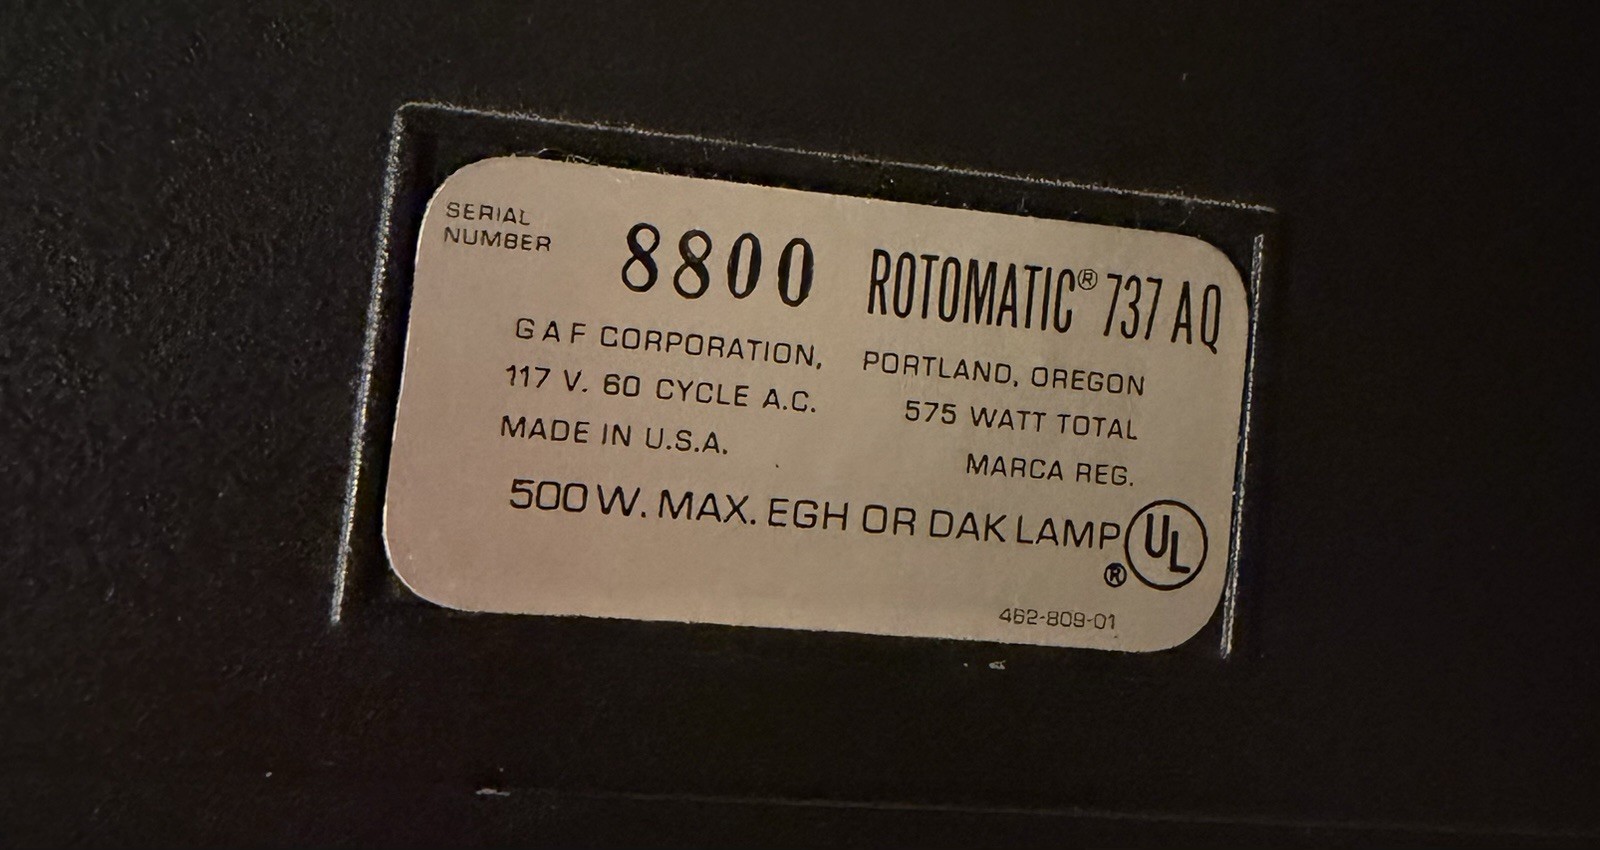 SERIAL
NUMBER
8800 ROTOMATIC® 737 AQ
GAF CORPORATION, PORTLAND, OREGON
117 V. 60 CYCLE A.C. 575 WATT TOTAL
MADE IN U.S.A. MARCA REG.
500 W. MAX. EGH OR DAK LAMP UL
®
462-809-01